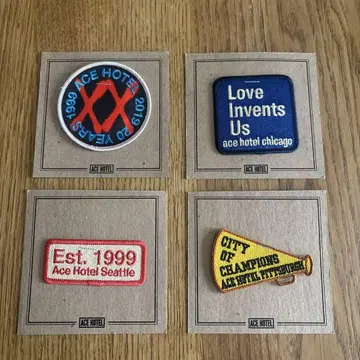 ACE HOTEL
1999 2019
20 YEARS
XX
ACE HOTEL
Love
Invents
Us
ace hotel chicago
ACE HOTEL
Est. 1999
Ace Hotel Seattle
ACE HOTEL
CITY
OF
CHAMPIONS
ACE HOTEL PITTSBURGH
ACE HOTEL